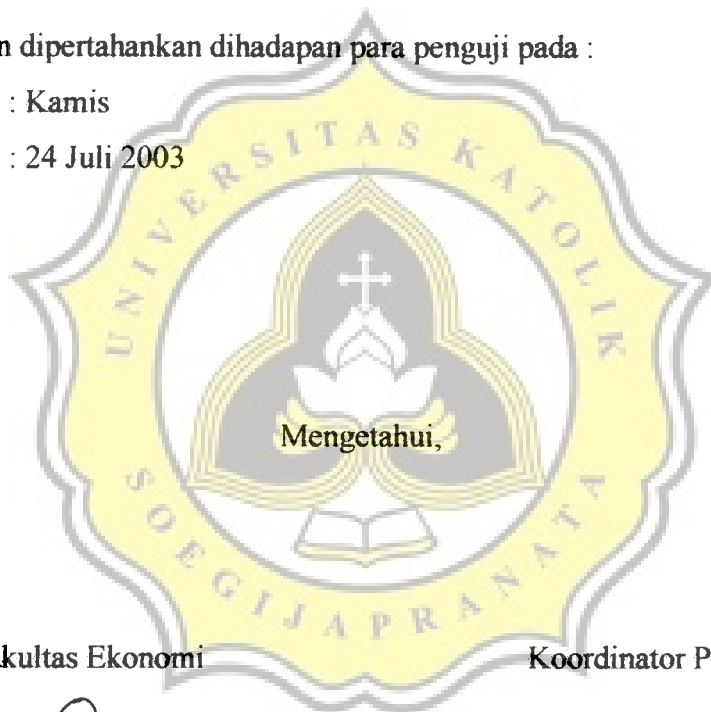 n dipertahankan dihadapan para penguji pada :
: Kamis
: 24 Juli 2003
UNIVERSITAS KATOLIK
Mengetahui,
SOEGIJAPRANATA
kultas Ekonomi Koordinator P